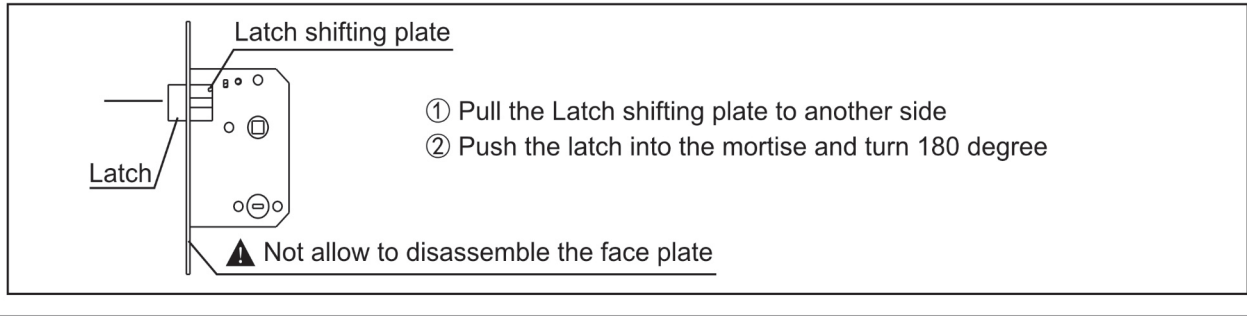 Latch shifting plate
① Pull the Latch shifting plate to another side
② Push the latch into the mortise and turn 180 degree
Latch
Not allow to disassemble the face plate